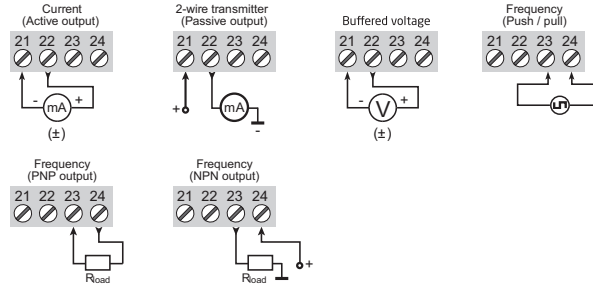 Current
(Active output)
21 22 23 24
- mA +
(±)
2-wire transmitter
(Passive output)
21 22 23 24
+ mA
-
Buffered voltage
21 22 23 24
- V +
(±)
Frequency
(Push / pull)
21 22 23 24
Frequency
(PNP output)
21 22 23 24
Rload
Frequency
(NPN output)
21 22 23 24
+
Rload